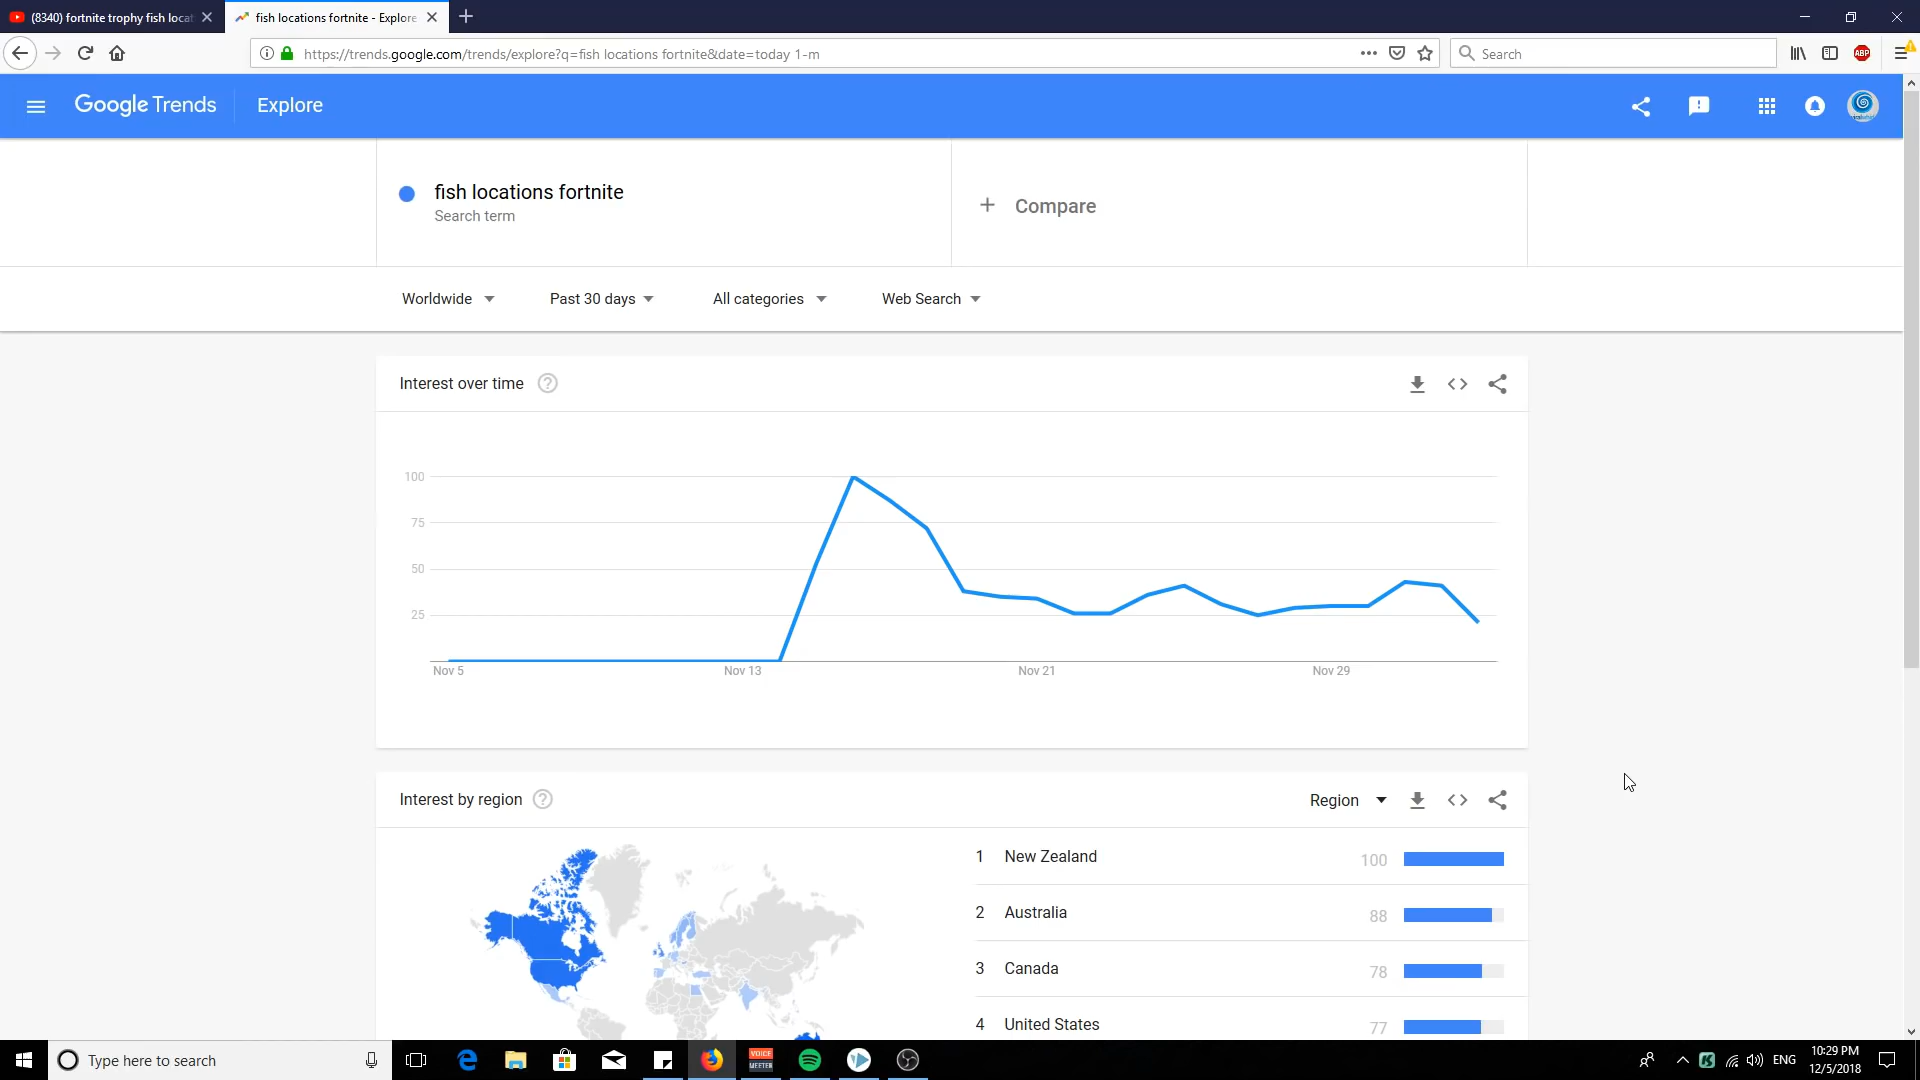 (8340) fortnite trophy fish locat
fish locations fortnite - Explore
https://trends.google.com/trends/explore?q=fish locations fortnite&date=today 1-m
Search
ABP
Google Trends
Explore
fish locations fortnite
Search term
+ Compare
Worldwide
Past 30 days
All categories
Web Search
Interest over time
100
75
50
25
Nov 5
Nov 13
Nov 21
Nov 29
Interest by region
Region
1 New Zealand 100
2 Australia 88
3 Canada 78
4 United States 77
Type here to search
VOICE
MEETER
ENG
10:29 PM
12/5/2018